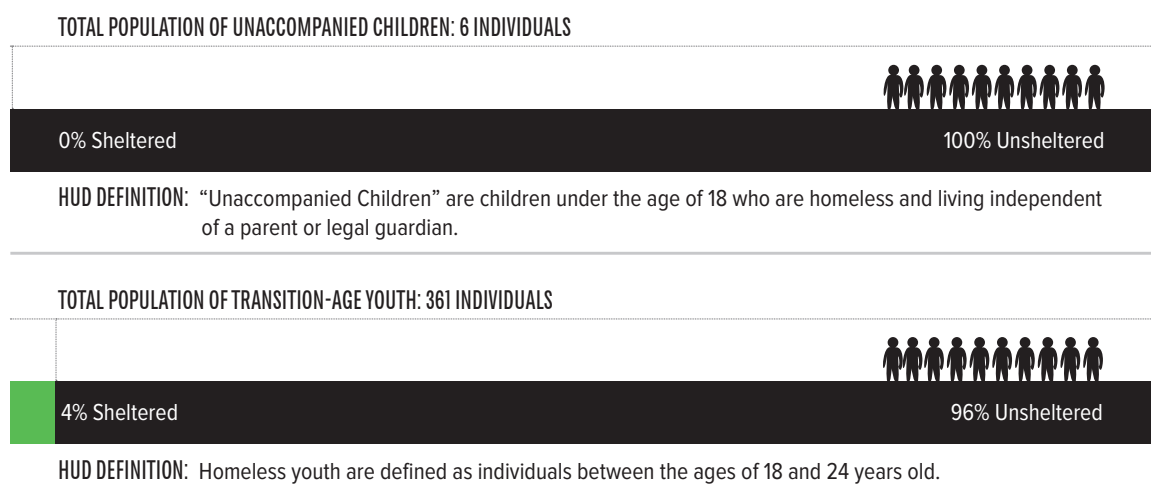 TOTAL POPULATION OF UNACCOMPANIED CHILDREN: 6 INDIVIDUALS
0% Sheltered 100% Unsheltered
HUD DEFINITION: “Unaccompanied Children” are children under the age of 18 who are homeless and living independent
of a parent or legal guardian.
TOTAL POPULATION OF TRANSITION-AGE YOUTH: 361 INDIVIDUALS
4% Sheltered 96% Unsheltered
HUD DEFINITION: Homeless youth are defined as individuals between the ages of 18 and 24 years old.